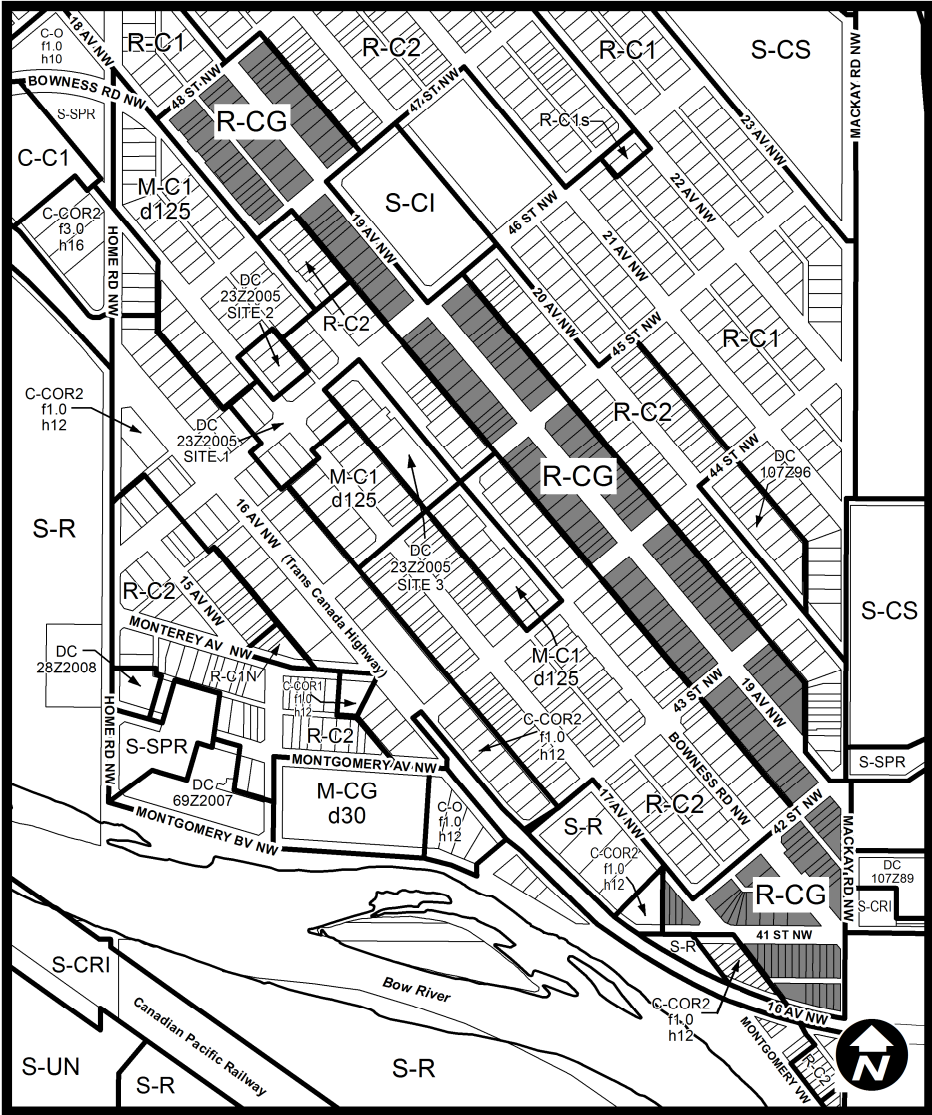 18 AV NW
C-O
f1.0
h10
R-C1
R-C2
R-C1
S-CS
MACKAY RD NW
BOWNESS RD NW
48 ST NW
47 ST NW
S-SPR
R-CG
R-C1s
23 AV NW
C-C1
M-C1
d125
S-CI
22 AV NW
C-COR2
f3.0
h16
HOME RD NW
19 AV NW
46 ST NW
21 AV NW
DC
23Z2005
SITE 2
R-C2
20 AV NW
45 ST NW
R-C1
C-COR2
f1.0
h12
R-C2
DC
23Z2005
SITE 1
44 ST NW
DC
107Z96
M-C1
d125
R-CG
16 AV NW (Trans Canada Highway)
S-R
DC
23Z2005
SITE 3
R-C2
15 AV NW
S-CS
MONTEREY AV NW
DC
28Z2008
R-C1N
M-C1
d125
43 ST NW
19 AV NW
C-COR1
f1.0
h12
HOME RD NW
R-C2
C-COR2
f1.0
h12
S-SPR
BOWNESS RD NW
S-SPR
MONTGOMERY AV NW
DC
69Z2007
M-CG
d30
C-O
f1.0
h12
17 AV NW
R-C2
42 ST NW
S-R
MACKAY RD NW
MONTGOMERY BV NW
C-COR2
f1.0
h12
DC
107Z89
R-CG
S-CRI
41 ST NW
S-R
S-CRI
Bow River
C-COR2
f1.0
h12
16 AV NW
Canadian Pacific Railway
MONTGOMERY VW
S-UN
S-R
S-R
R-C2
N